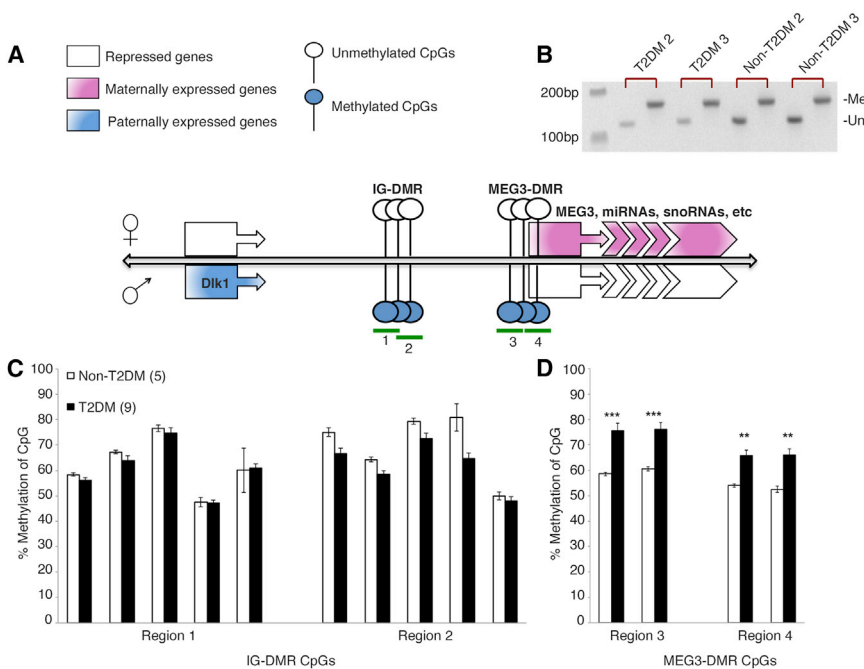 A
Repressed genes
Maternally expressed genes
Paternally expressed genes
Unmethylated CpGs
Methylated CpGs
B
T2DM 2
T2DM 3
Non-T2DM 2
Non-T2DM 3
200bp
100bp
-Me
-Un
IG-DMR
MEG3-DMR
MEG3, miRNAs, snoRNAs, etc
Dlk1
1
2
3
4
C
% Methylation of CpG
100
90
80
70
60
50
40
30
20
10
0
Non-T2DM (5)
T2DM (9)
Region 1
Region 2
IG-DMR CpGs
D
% Methylation of CpG
100
90
80
70
60
50
40
30
20
10
0
***
***
**
**
Region 3
Region 4
MEG3-DMR CpGs